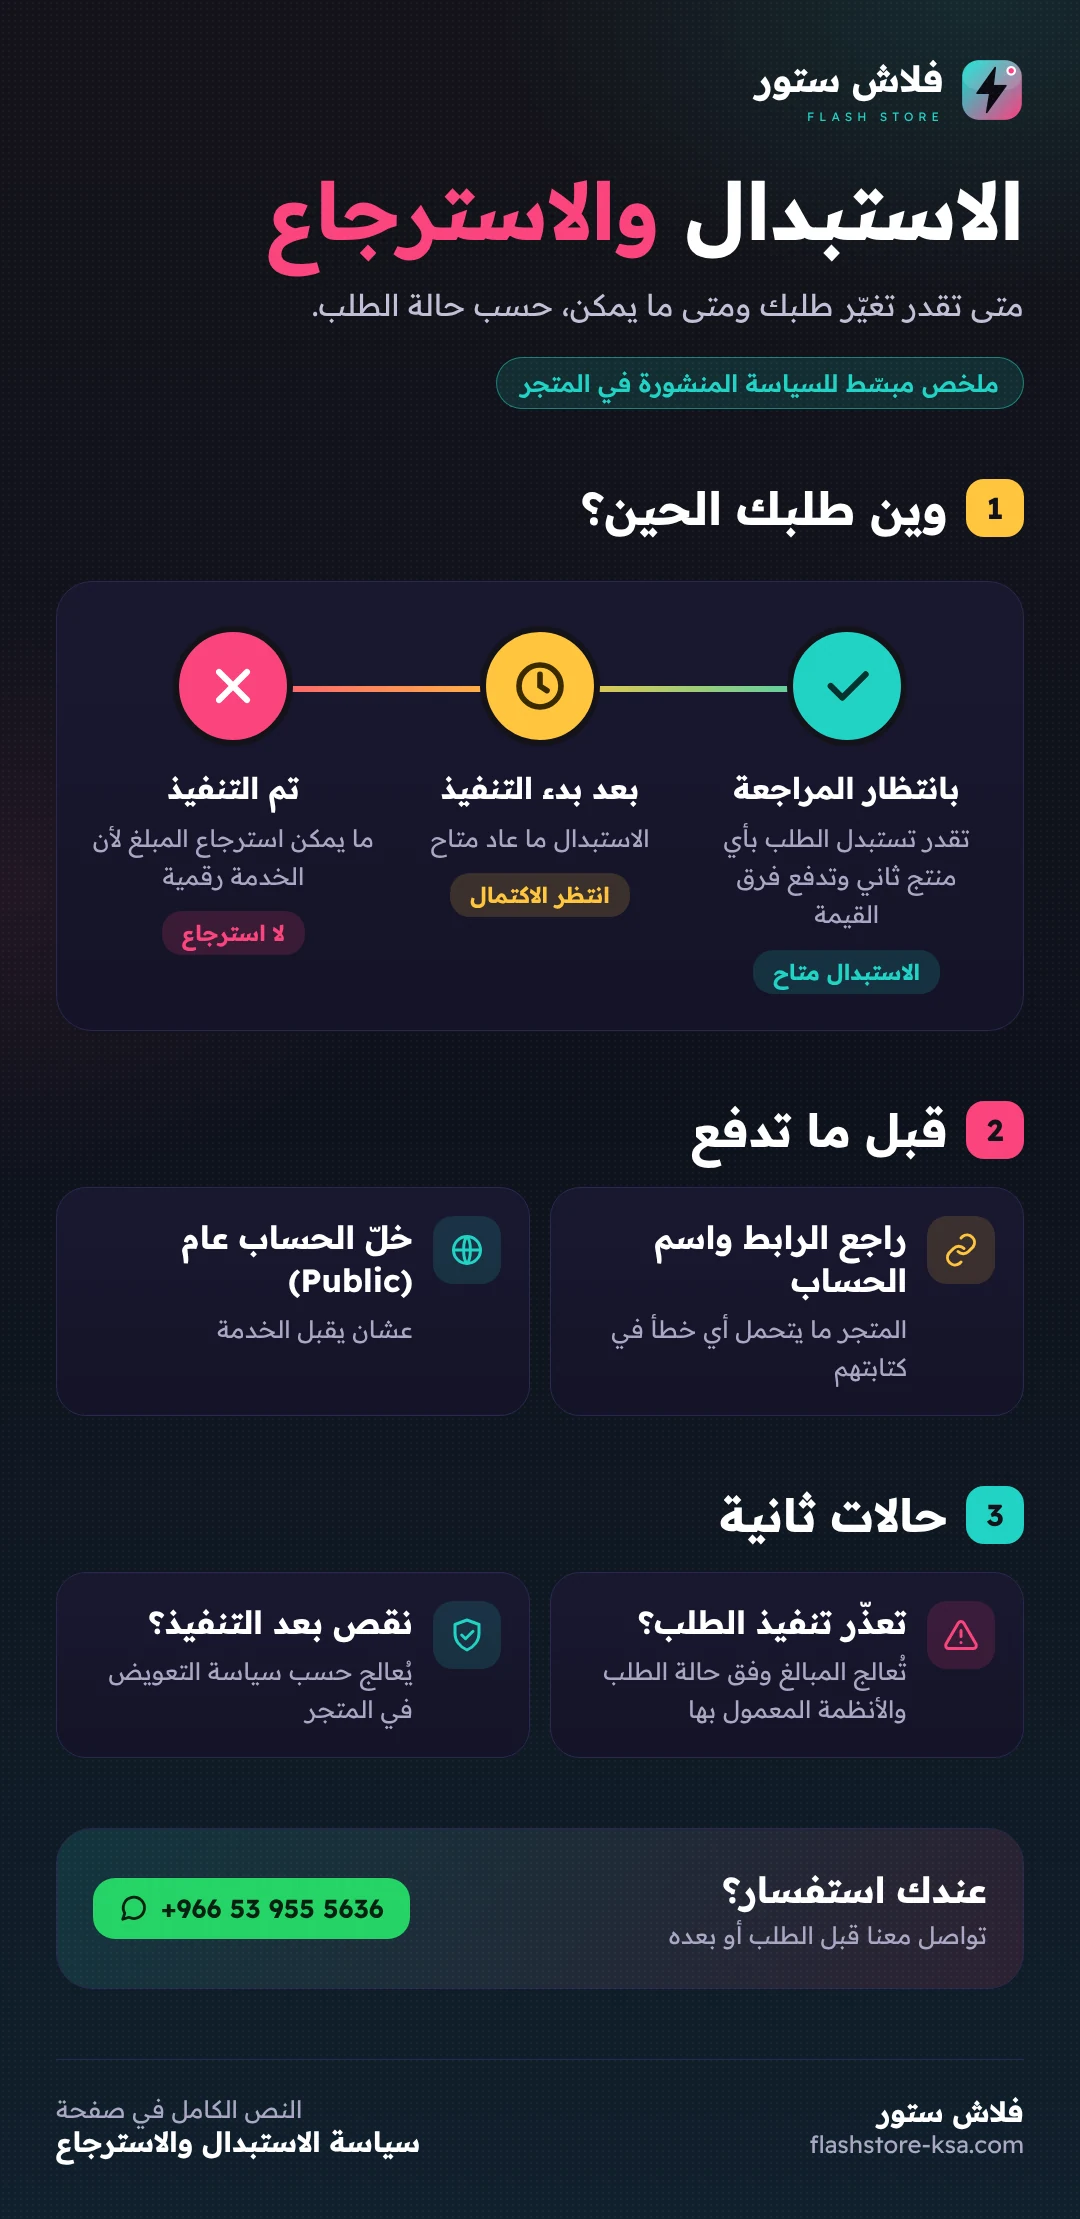 فلاش ستور
FLASH STORE
الاستبدال والاسترجاع
متى تقدر تغيّر طلبك ومتى ما يمكن، حسب حالة الطلب.
ملخص مبسّط للسياسة المنشورة في المتجر
1
وين طلبك الحين؟
بانتظار المراجعة
تقدر تستبدل الطلب بأي
منتج ثاني وتدفع فرق
القيمة
الاستبدال متاح
بعد بدء التنفيذ
الاستبدال ما عاد متاح
انتظر الاكتمال
تم التنفيذ
ما يمكن استرجاع المبلغ لأن
الخدمة رقمية
لا استرجاع
2
قبل ما تدفع
راجع الرابط واسم
الحساب
المتجر ما يتحمل أي خطأ في
كتابتهم
خلّ الحساب عام
(Public)
عشان يقبل الخدمة
3
حالات ثانية
تعذّر تنفيذ الطلب؟
تُعالج المبالغ وفق حالة الطلب
والأنظمة المعمول بها
نقص بعد التنفيذ؟
يُعالج حسب سياسة التعويض
في المتجر
عندك استفسار؟
تواصل معنا قبل الطلب أو بعده
+966 53 955 5636
فلاش ستور
flashstore-ksa.com
النص الكامل في صفحة
سياسة الاستبدال والاسترجاع